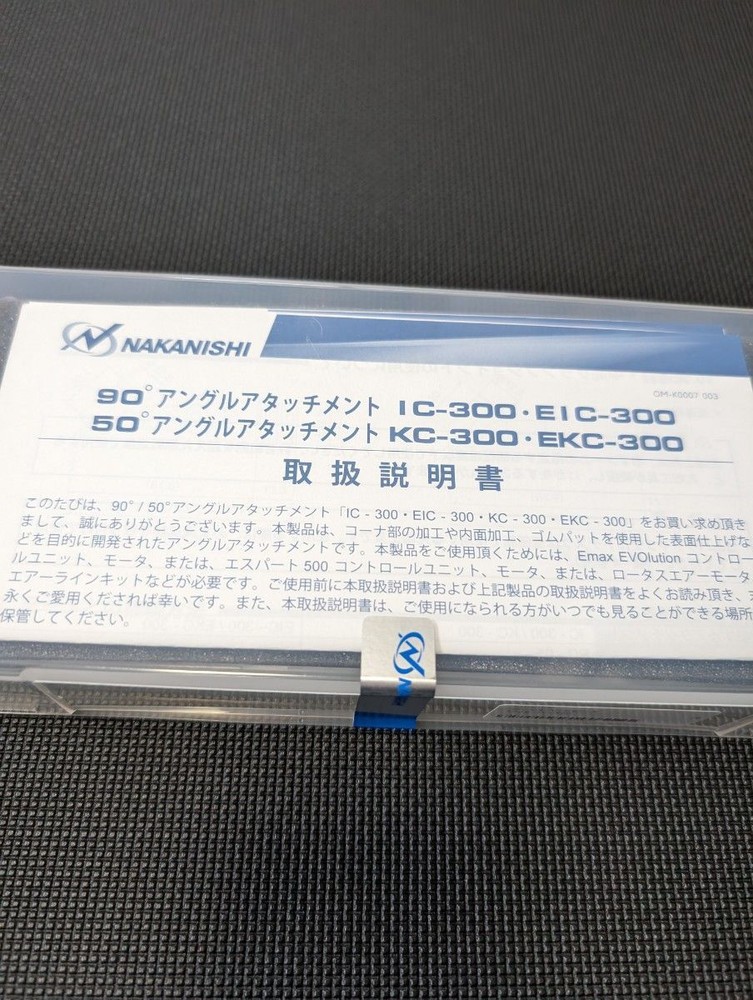 NAKANISHI
OM-K0007 003
90°アングルアタッチメント IC-300・EIC-300
50°アングルアタッチメント KC-300・EKC-300
取扱説明書
このたびは、90°/ 50°アングルアタッチメント「IC - 300・EIC - 300・KC - 300・EKC - 300」をお買い求め頂き
まして、誠にありがとうございます。本製品は、コーナ部の加工や内面加工、ゴムパットを使用した表面仕上げな
どを目的に開発されたアングルアタッチメントです。本製品をご使用頂くためには、Emax EVOlution コントロー
ルユニット、モータ、または、エスパート 500 コントロールユニット、モータ、または、ロータスエアーモータ
エアーラインキットなどが必要です。ご使用前に本取扱説明書および上記製品の取扱説明書をよくお読み頂き、
永くご愛用くだされば幸いです。また、本取扱説明書は、ご使用になられる方がいつでも見ることができる場所
保管してください。